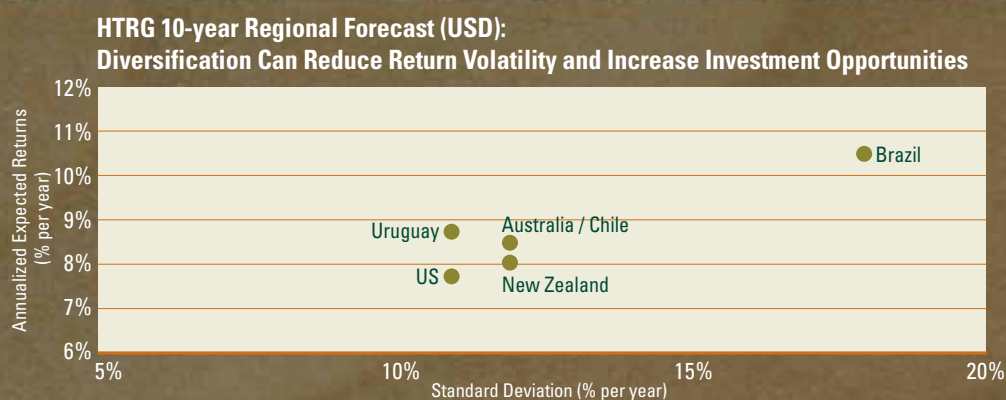 HTRG 10-year Regional Forecast (USD):
Diversification Can Reduce Return Volatility and Increase Investment Opportunities
Annualized Expected Returns
(% per year)
12%
11%
10%
9%
8%
7%
6%
Brazil
Uruguay
Australia / Chile
US
New Zealand
5%
10%
15%
20%
Standard Deviation (% per year)